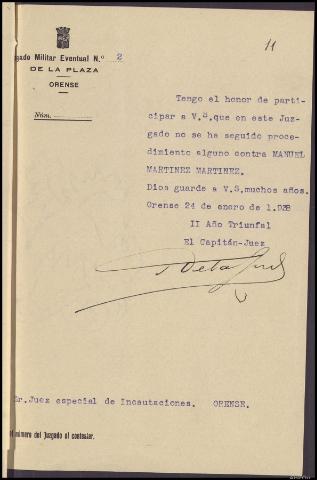 11
gado Militar Eventual N.º 2
DE LA PLAZA
ORENSE
Núm.
Tengo el honor de parti-
cipar a V.S,que en este Juz-
gado no se ha seguido proce-
dimiento alguno contra MANUEL
MARTINEZ MARTINEZ.
Dios guarde a V.S,muchos años.
Orense 24 de enero de 1.938
II Año Triunfal
El Capitán-Juez
Sr.Juez especial de Incautaciones. ORENSE.
número del Juzgado al contestar.